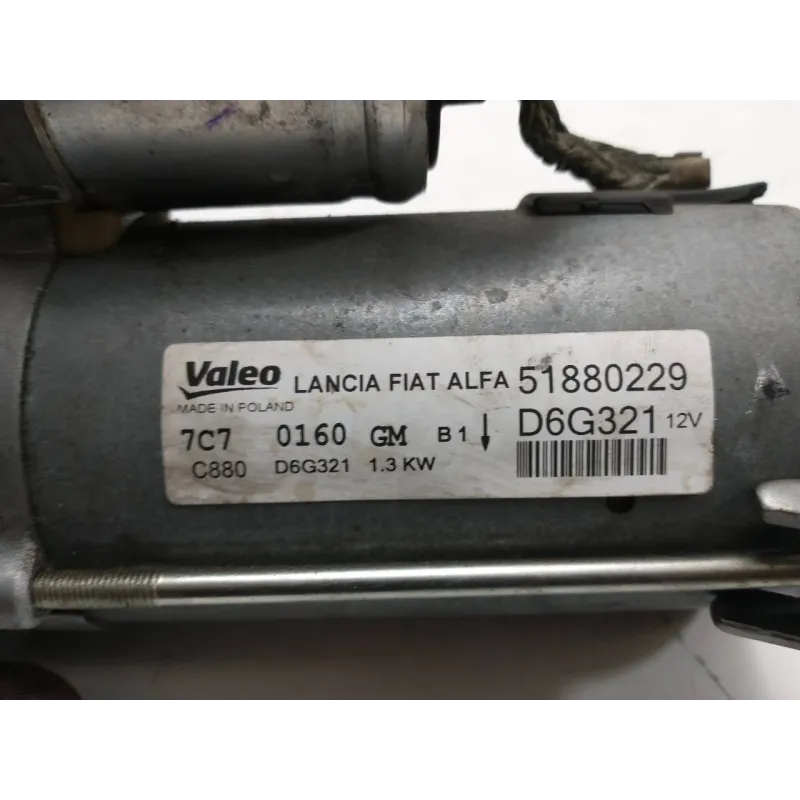 Valeo LANCIA FIAT ALFA 51880229
MADE IN POLAND
7C7 0160 GM B1 ↓ D6G321 12V
C880 D6G321 1.3 KW